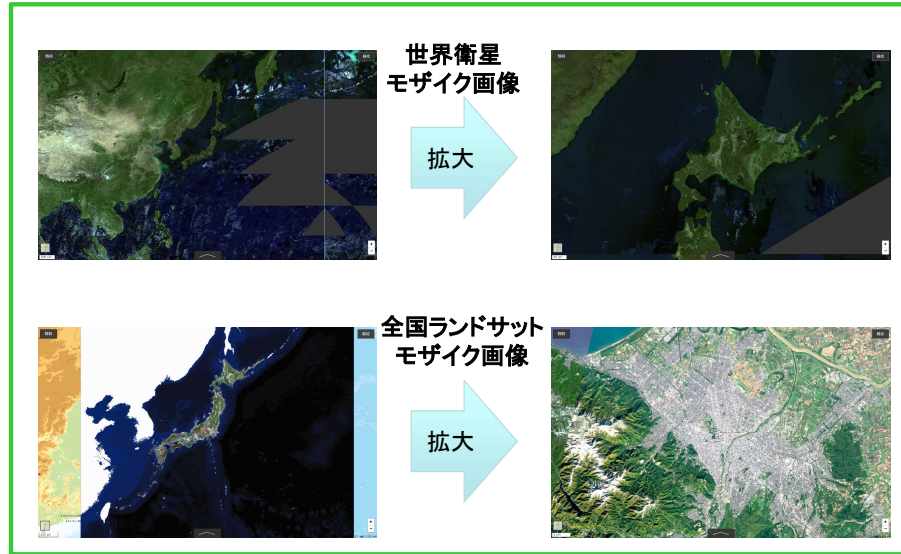 世界衛星
モザイク画像
拡大
全国ランドサット
モザイク画像
拡大